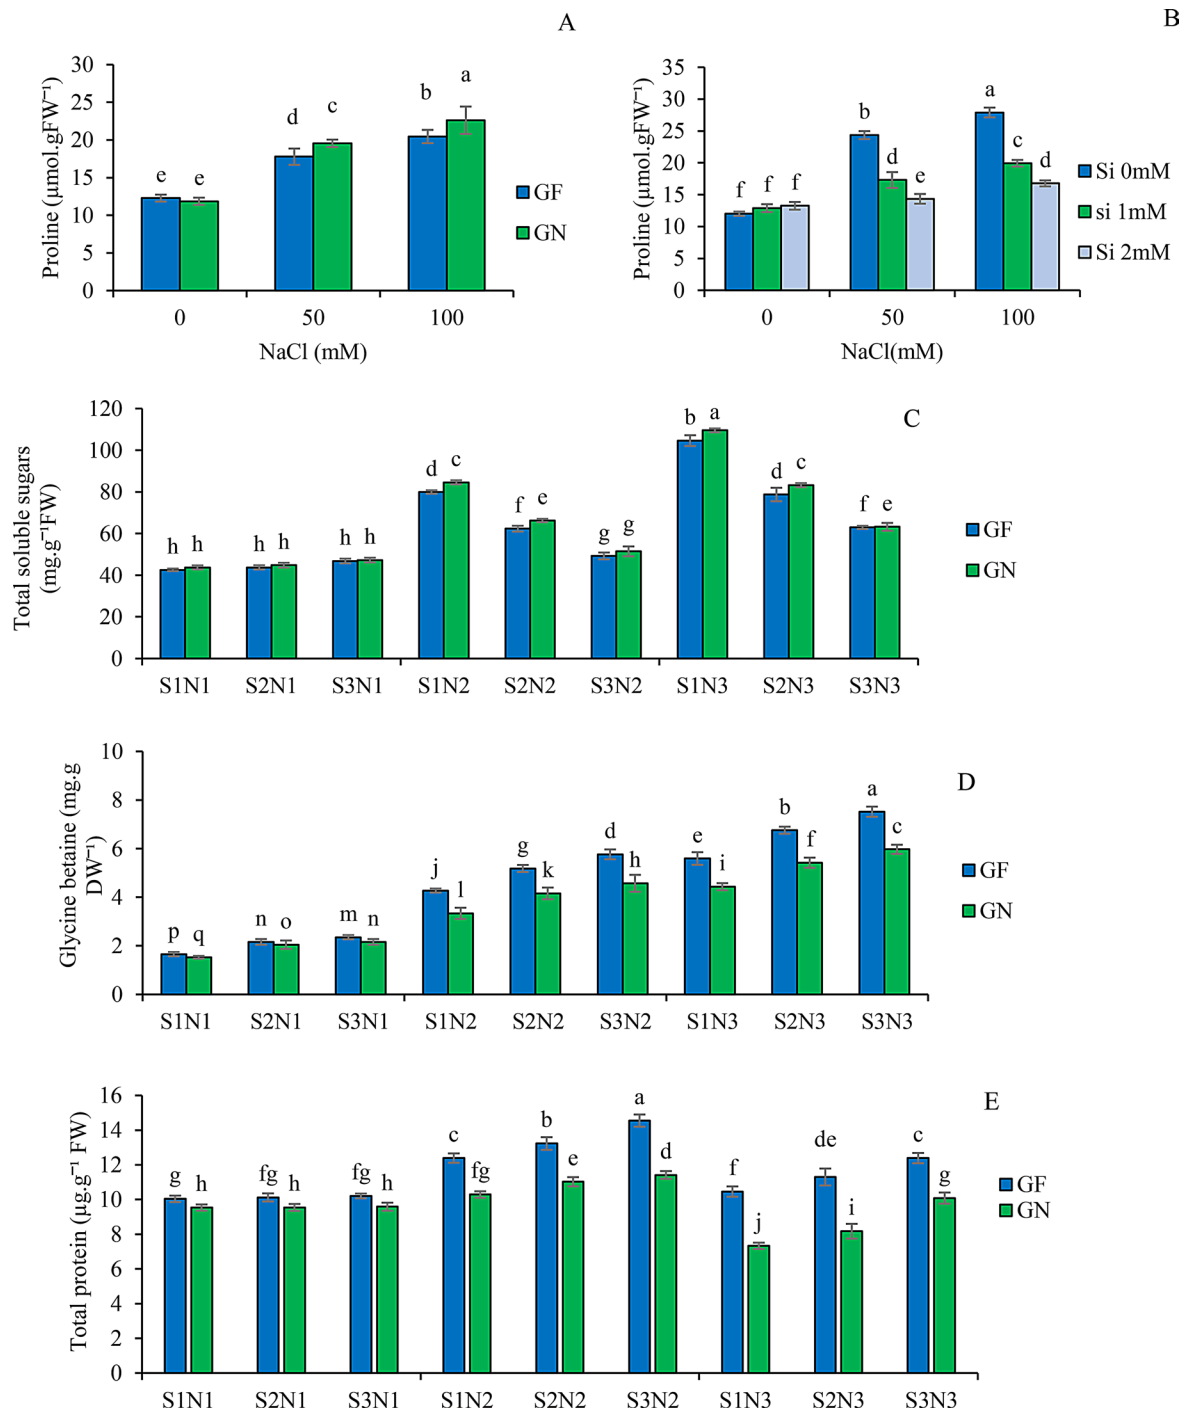 A
30
25
20
15
10
5
0
Proline (µmol.gFW⁻¹)
e e d c b a
0 50 100
NaCl (mM)
GF
GN
B
35
30
25
20
15
10
5
0
Proline (µmol.gFW⁻¹)
f f f b d e a c d
0 50 100
NaCl(mM)
Si 0mM
si 1mM
Si 2mM
C
120
100
80
60
40
20
0
Total soluble sugars
(mg.g⁻¹FW)
h h h h h h d c f e g g b a d c f e
S1N1 S2N1 S3N1 S1N2 S2N2 S3N2 S1N3 S2N3 S3N3
GF
GN
D
10
8
6
4
2
0
Glycine betaine (mg.g
DW⁻¹)
p q n o m n j l g k d h e i b f a c
S1N1 S2N1 S3N1 S1N2 S2N2 S3N2 S1N3 S2N3 S3N3
GF
GN
E
16
14
12
10
8
6
4
2
0
Total protein (µg.g⁻¹ FW)
g h fg h fg h c fg b e a d f j de i c g
S1N1 S2N1 S3N1 S1N2 S2N2 S3N2 S1N3 S2N3 S3N3
GF
GN